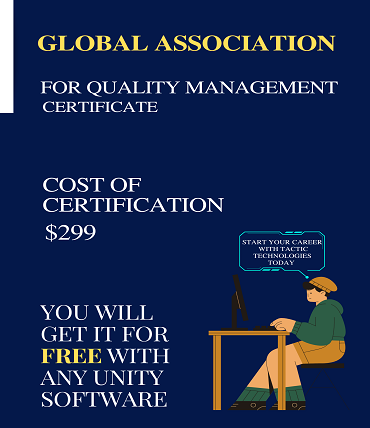 GLOBAL ASSOCIATION
FOR QUALITY MANAGEMENT
CERTIFICATE
COST OF
CERTIFICATION
$299
START YOUR CAREER
WITH TACTIC
TECHNOLOGIES
TODAY
YOU WILL
GET IT FOR
FREE WITH
ANY UNITY
SOFTWARE